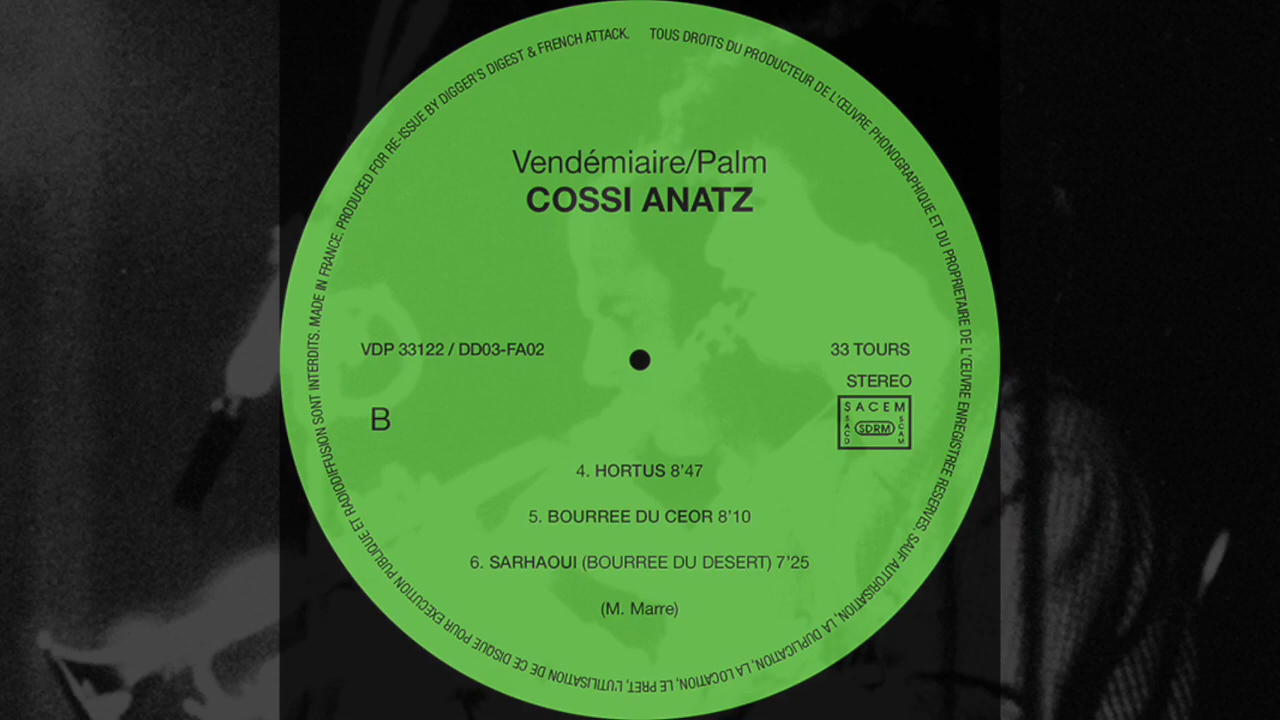 TOUS DROITS DU PRODUCTEUR DE L'ŒUVRE PHONOGRAPHIQUE ET DU PROPRIETAIRE DE L'ŒUVRE ENREGISTREE RESERVES. SAUF AUTORISATION, LA DUPLICATION, LA LOCATION, LE PRET, L'UTILISATION DE CE DISQUE POUR EXECUTION PUBLIQUE ET RADIODIFFUSION SONT INTERDITS. MADE IN FRANCE. PRODUCED FOR RE-ISSUE BY DIGGER'S DIGEST & FRENCH ATTACK.
Vendémiaire/Palm
COSSI ANATZ
VDP 33122 / DD03-FA02
33 TOURS
STEREO
SACEM
SACD
SDRM
SCAM
B
4. HORTUS 8'47
5. BOURREE DU CEOR 8'10
6. SARHAOUI (BOURREE DU DESERT) 7'25
(M. Marre)